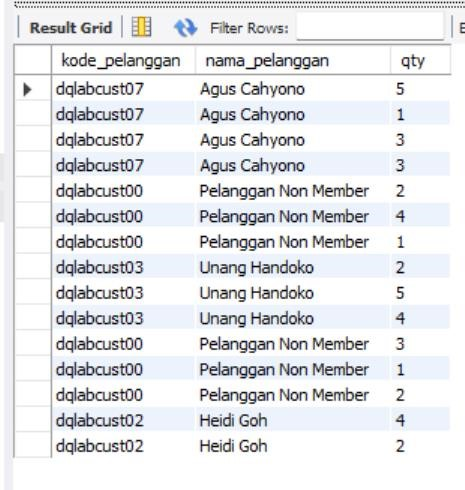 Result Grid Filter Rows:
kode_pelanggan nama_pelanggan qty
dqlabcust07 Agus Cahyono 5
dqlabcust07 Agus Cahyono 1
dqlabcust07 Agus Cahyono 3
dqlabcust07 Agus Cahyono 3
dqlabcust00 Pelanggan Non Member 2
dqlabcust00 Pelanggan Non Member 4
dqlabcust00 Pelanggan Non Member 1
dqlabcust03 Unang Handoko 2
dqlabcust03 Unang Handoko 5
dqlabcust03 Unang Handoko 4
dqlabcust00 Pelanggan Non Member 3
dqlabcust00 Pelanggan Non Member 1
dqlabcust00 Pelanggan Non Member 2
dqlabcust02 Heidi Goh 4
dqlabcust02 Heidi Goh 2